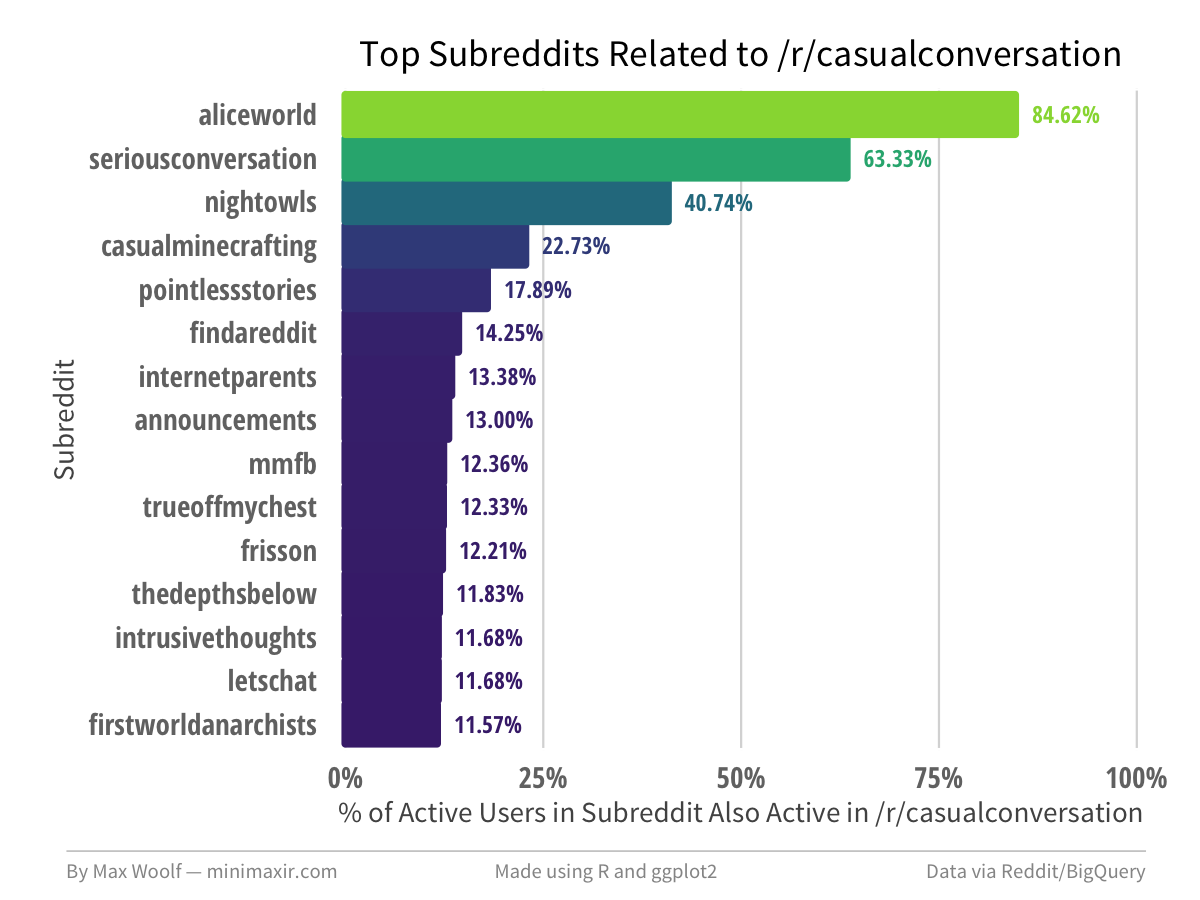 Top Subreddits Related to /r/casualconversation
aliceworld 84.62%
seriousconversation 63.33%
nightowls 40.74%
casualminecrafting 22.73%
pointlessstories 17.89%
findareddit 14.25%
internetparents 13.38%
announcements 13.00%
mmfb 12.36%
trueoffmychest 12.33%
frisson 12.21%
thedepthsbelow 11.83%
intrusivethoughts 11.68%
letschat 11.68%
firstworldanarchists 11.57%
Subreddit
0% 25% 50% 75% 100%
% of Active Users in Subreddit Also Active in /r/casualconversation
By Max Woolf — minimaxir.com Made using R and ggplot2 Data via Reddit/BigQuery